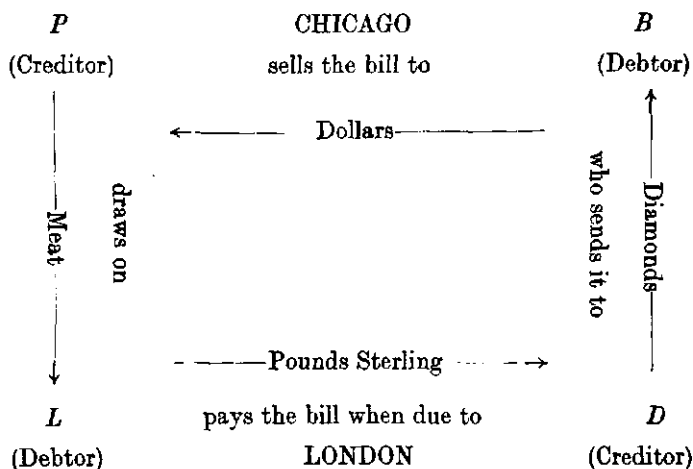 P CHICAGO B
(Creditor) sells the bill to (Debtor)
Dollars
Meat
draws on
who sends it to
Diamonds
Pounds Sterling
L pays the bill when due to D
(Debtor) LONDON (Creditor)